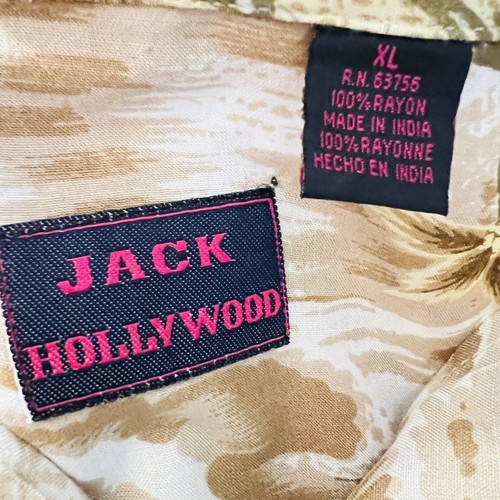 JACK
HOLLYWOOD
XL
R.N. 63756
100% RAYON
MADE IN INDIA
100% RAYONNE
HECHO EN INDIA